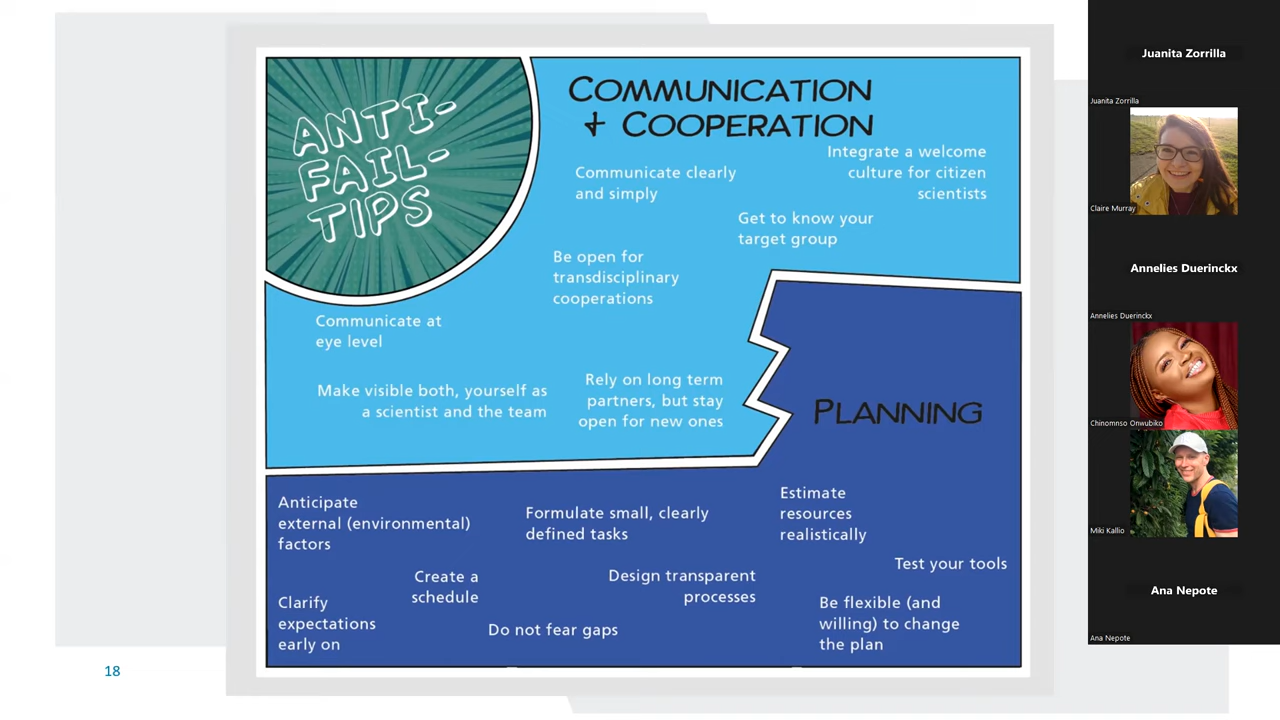 ANTI-
FAIL-
TIPS
COMMUNICATION
+ COOPERATION
Communicate clearly
and simply
Integrate a welcome
culture for citizen
scientists
Get to know your
target group
Be open for
transdisciplinary
cooperations
Communicate at
eye level
Make visible both, yourself as
a scientist and the team
Rely on long term
partners, but stay
open for new ones
PLANNING
Anticipate
external (environmental)
factors
Formulate small, clearly
defined tasks
Estimate
resources
realistically
Test your tools
Create a
schedule
Design transparent
processes
Clarify
expectations
early on
Do not fear gaps
Be flexible (and
willing) to change
the plan
18
Juanita Zorrilla
Juanita Zorrilla
Claire Murray
Annelies Duerinckx
Annelies Duerinckx
Chinomnso Onwubiko
Miki Kallio
Ana Nepote
Ana Nepote